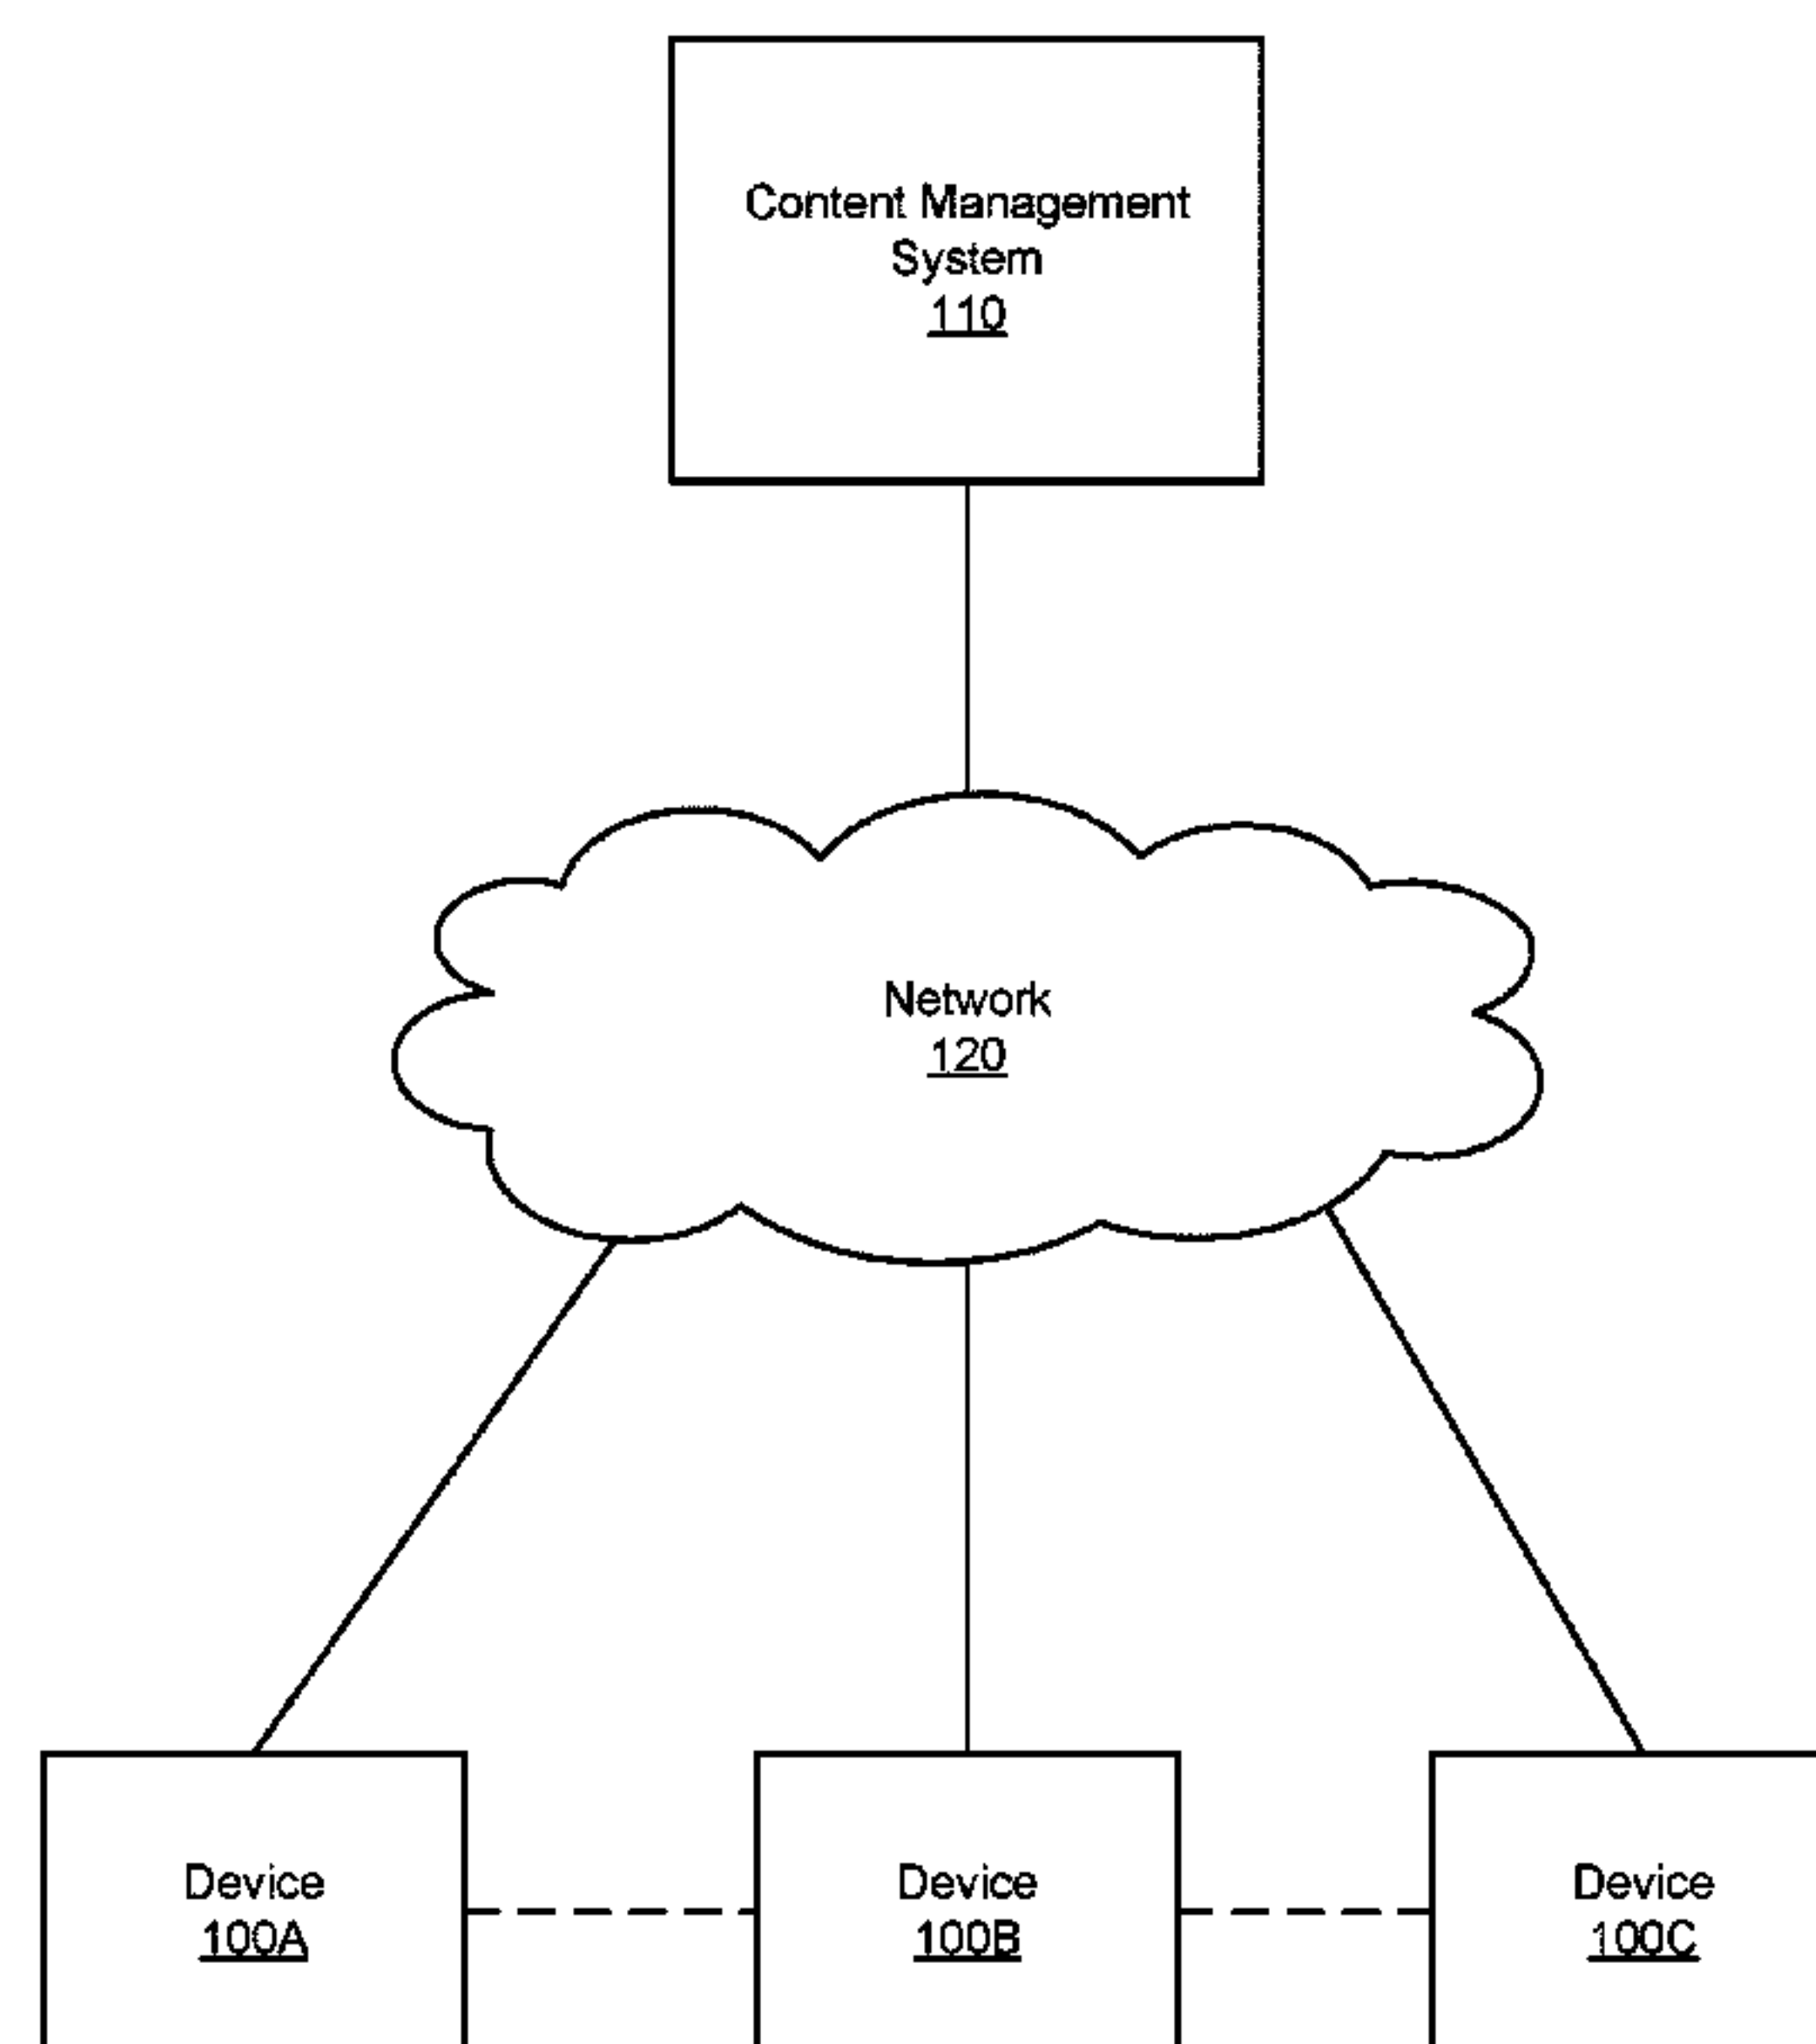 Content Management
System
110
Network
120
Device
100A
Device
100B
Device
100C